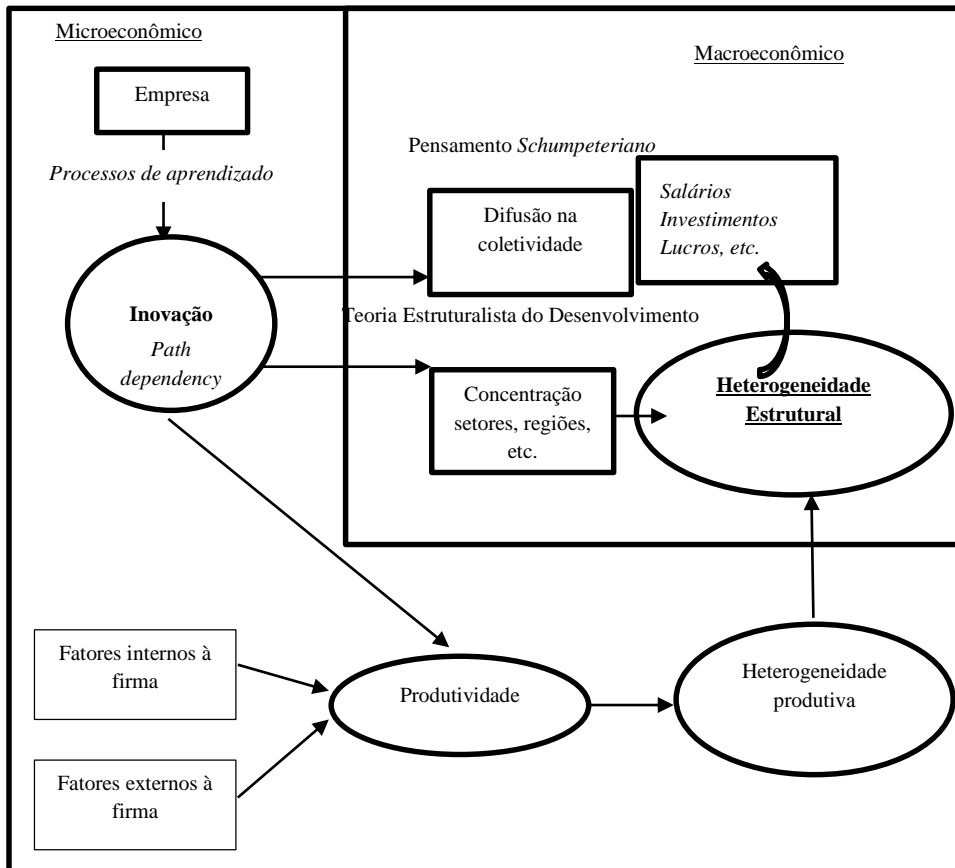 Microeconômico
Macroeconômico
Empresa
Processos de aprendizado
Pensamento Schumpeteriano
Difusão na
coletividade
Salários
Investimentos
Lucros, etc.
Inovação
Path
dependency
Teoria Estruturalista do Desenvolvimento
Concentração
setores, regiões,
etc.
Heterogeneidade
Estrutural
Fatores internos à
firma
Produtividade
Heterogeneidade
produtiva
Fatores externos à
firma